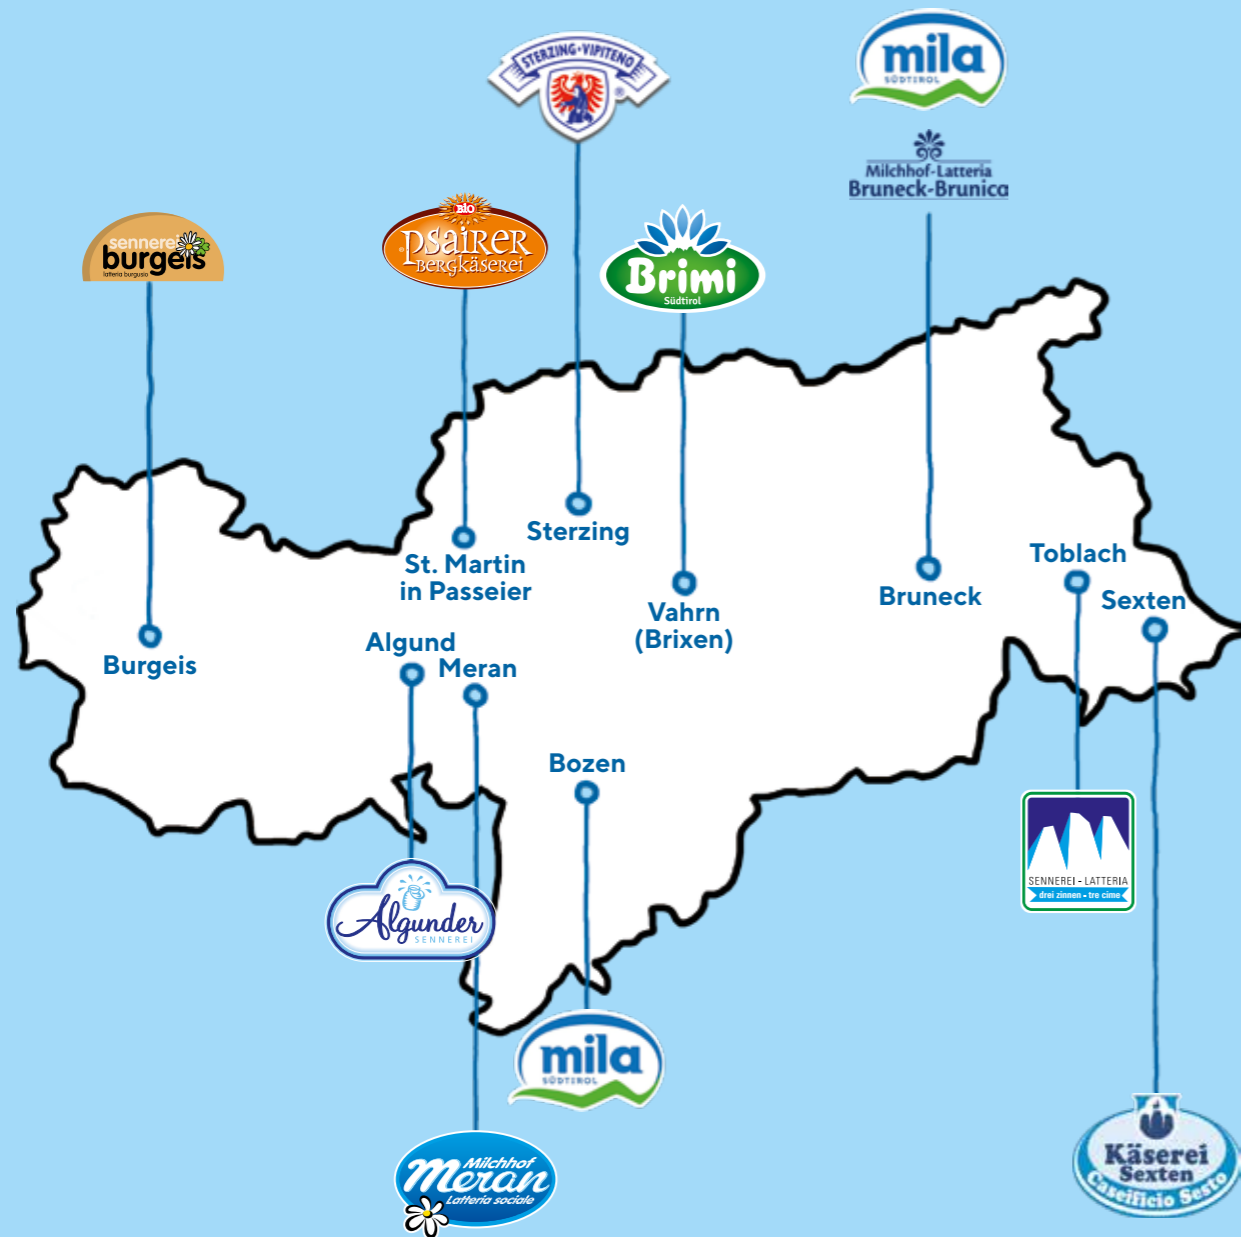 STERZING·VIPITENO
®
mila
SÜDTIROL
Milchhof-Latteria
Bruneck-Brunica
BIO
PSAIRER
BERGKÄSEREI
sennerei
burgeis
latteria burgusio
Brimi
Südtirol
Sterzing
St. Martin
in Passeier
Toblach
Bruneck
Sexten
Vahrn
(Brixen)
Algund
Meran
Burgeis
Bozen
SENNEREI - LATTERIA
drei zinnen - tre cime
Algunder
SENNEREI
mila
SÜDTIROL
Käserei
Sexten
Caseificio Sesto
Milchhof
Meran
Latteria sociale